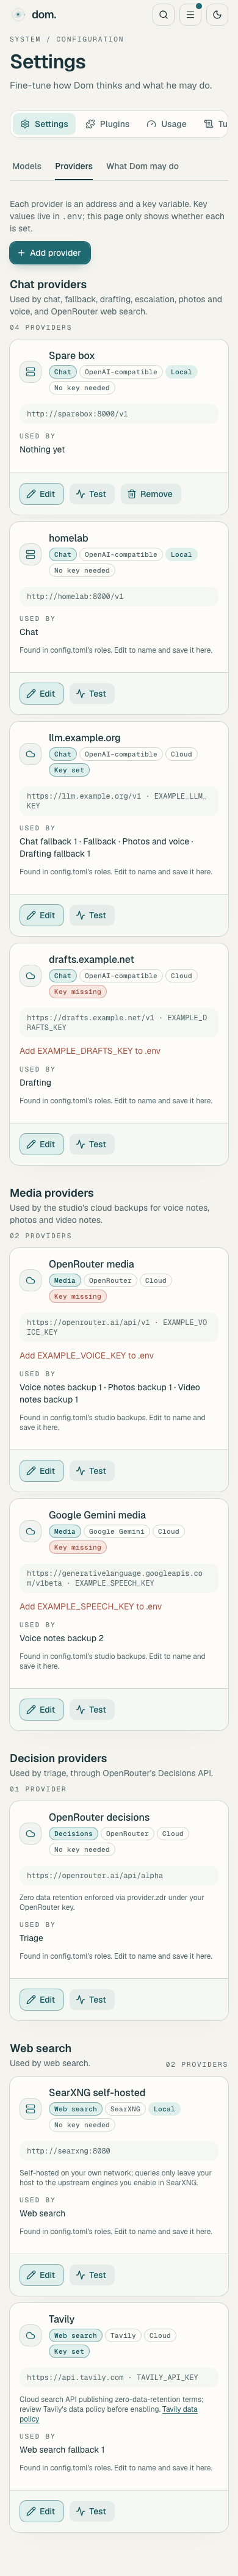 dom.
SYSTEM / CONFIGURATION
Settings
Fine-tune how Dom thinks and what may do.
Settings Plugins Usage Tu
Models Providers What Dom may do
Each provider is an address and a key variable. Key
values live in .env; this page only shows whether each
is set.
Add provider
Chat providers
Used by chat, fallback, drafting, escalation, photos and
voice, and OpenRouter web search.
04 PROVIDERS
Spare box
Chat OpenAI-compatible Local
No key needed
http://sparebox:8000/v1
USED BY
Nothing yet
Edit Test Remove
homelab
Chat OpenAI-compatible Local
No key needed
http://homelab:8000/v1
USED BY
Chat
Found in config.toml's roles. Edit to name and save it here.
Edit Test
llm.example.org
Chat OpenAI-compatible Cloud
Key set
https://llm.example.org/v1 · EXAMPLE_LLM_
KEY
USED BY
Chat fallback 1 · Fallback · Photos and voice ·
Drafting fallback 1
Found in config.toml's roles. Edit to name and save it here.
Edit Test
drafts.example.net
Chat OpenAI-compatible Cloud
Key missing
https://drafts.example.net/v1 · EXAMPLE_D
RAFTS_KEY
Add EXAMPLE_DRAFTS_KEY to .env
USED BY
Drafting
Found in config.toml's roles. Edit to name and save it here.
Edit Test
Media providers
Used by the studio's cloud backups for voice notes,
photos and video notes.
02 PROVIDERS
OpenRouter media
Media OpenRouter Cloud
Key missing
https://openrouter.ai/api/v1 · EXAMPLE_VO
ICE_KEY
Add EXAMPLE_VOICE_KEY to .env
USED BY
Voice notes backup 1 · Photos backup 1 · Video
notes backup 1
Found in config.toml's studio backups. Edit to name and
save it here.
Edit Test
Google Gemini media
Media Google Gemini Cloud
Key missing
https://generativelanguage.googleapis.co
m/v1beta · EXAMPLE_SPEECH_KEY
Add EXAMPLE_SPEECH_KEY to .env
USED BY
Voice notes backup 2
Found in config.toml's studio backups. Edit to name and
save it here.
Edit Test
Decision providers
Used by triage, through OpenRouter's Decisions API.
01 PROVIDER
OpenRouter decisions
Decisions OpenRouter Cloud
No key needed
https://openrouter.ai/api/alpha
Zero data retention enforced via provider.zdr under your
OpenRouter key.
USED BY
Triage
Found in config.toml's roles. Edit to name and save it here.
Edit Test
Web search
Used by web search. 02 PROVIDERS
SearXNG self-hosted
Web search SearXNG Local
No key needed
http://searxng:8080
Self-hosted on your own network; queries only leave your
host to the upstream engines you enable in SearXNG.
USED BY
Web search
Found in config.toml's roles. Edit to name and save it here.
Edit Test
Tavily
Web search Tavily Cloud
Key set
https://api.tavily.com · TAVILY_API_KEY
Cloud search API publishing zero-data-retention terms;
review Tavily's data policy before enabling. Tavily data
policy
USED BY
Web search fallback 1
Found in config.toml's roles. Edit to name and save it here.
Edit Test